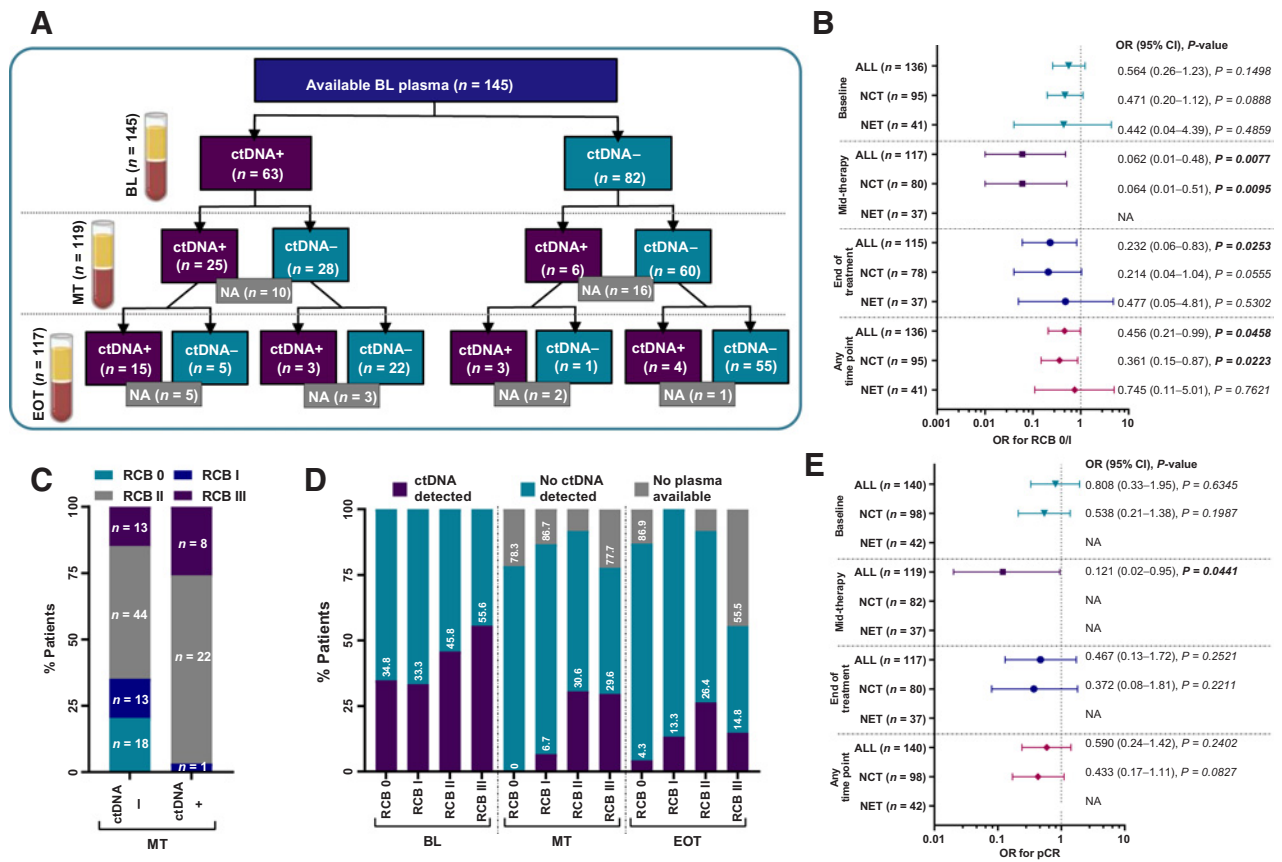 A
Available BL plasma (n = 145)
BL (n = 145)
ctDNA+
(n = 63)
ctDNA–
(n = 82)
MT (n = 119)
ctDNA+
(n = 25)
ctDNA–
(n = 28)
NA (n = 10)
ctDNA+
(n = 6)
ctDNA–
(n = 60)
NA (n = 16)
EOT (n = 117)
ctDNA+
(n = 15)
ctDNA–
(n = 5)
NA (n = 5)
ctDNA+
(n = 3)
ctDNA–
(n = 22)
NA (n = 3)
ctDNA+
(n = 3)
ctDNA–
(n = 1)
NA (n = 2)
ctDNA+
(n = 4)
ctDNA–
(n = 55)
NA (n = 1)
B
OR (95% CI), P-value
Baseline
ALL (n = 136) 0.564 (0.26–1.23), P = 0.1498
NCT (n = 95) 0.471 (0.20–1.12), P = 0.0888
NET (n = 41) 0.442 (0.04–4.39), P = 0.4859
Mid-therapy
ALL (n = 117) 0.062 (0.01–0.48), P = 0.0077
NCT (n = 80) 0.064 (0.01–0.51), P = 0.0095
NET (n = 37) NA
End of
treatment
ALL (n = 115) 0.232 (0.06–0.83), P = 0.0253
NCT (n = 78) 0.214 (0.04–1.04), P = 0.0555
NET (n = 37) 0.477 (0.05–4.81), P = 0.5302
Any
time point
ALL (n = 136) 0.456 (0.21–0.99), P = 0.0458
NCT (n = 95) 0.361 (0.15–0.87), P = 0.0223
NET (n = 41) 0.745 (0.11–5.01), P = 0.7621
0.001 0.01 0.1 1 10
OR for RCB 0/I
C
RCB 0 RCB I
RCB II RCB III
% Patients
100
75
50
25
0
n = 13
n = 44
n = 13
n = 18
n = 8
n = 22
n = 1
ctDNA
–
ctDNA
+
MT
D
ctDNA
detected
No ctDNA
detected
No plasma
available
% Patients
100
75
50
25
0
34.8
33.3
45.8
55.6
78.3
0
86.7
6.7
30.6
77.7
29.6
86.9
4.3
13.3
26.4
55.5
14.8
RCB 0 RCB I RCB II RCB III RCB 0 RCB I RCB II RCB III RCB 0 RCB I RCB II RCB III
BL MT EOT
E
OR (95% CI), P-value
Baseline
ALL (n = 140) 0.808 (0.33–1.95), P = 0.6345
NCT (n = 98) 0.538 (0.21–1.38), P = 0.1987
NET (n = 42) NA
Mid-therapy
ALL (n = 119) 0.121 (0.02–0.95), P = 0.0441
NCT (n = 82) NA
NET (n = 37) NA
End of
treatment
ALL (n = 117) 0.467 (0.13–1.72), P = 0.2521
NCT (n = 80) 0.372 (0.08–1.81), P = 0.2211
NET (n = 37) NA
Any
time point
ALL (n = 140) 0.590 (0.24–1.42), P = 0.2402
NCT (n = 98) 0.433 (0.17–1.11), P = 0.0827
NET (n = 42) NA
0.01 0.1 1 10
OR for pCR